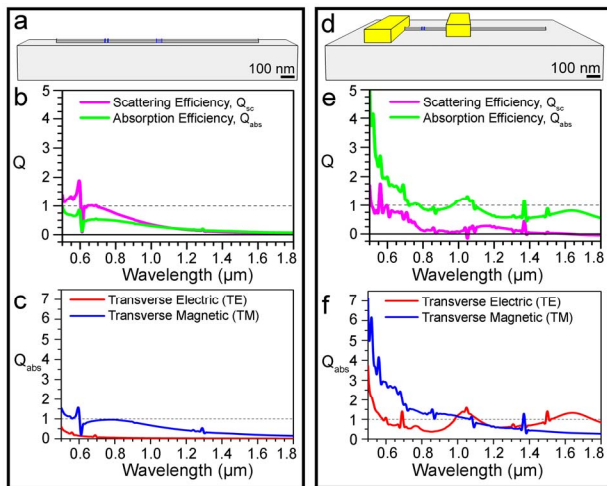 a
100 nm
b
Scattering Efficiency, Qsc
Absorption Efficiency, Qabs
Q
5
4
3
2
1
0
0.6 0.8 1.0 1.2 1.4 1.6 1.8
Wavelength (µm)
c
Transverse Electric (TE)
Transverse Magnetic (TM)
Qabs
7
6
5
4
3
2
1
0
0.6 0.8 1.0 1.2 1.4 1.6 1.8
Wavelength (µm)
d
100 nm
e
Scattering Efficiency, Qsc
Absorption Efficiency, Qabs
Q
5
4
3
2
1
0
0.6 0.8 1.0 1.2 1.4 1.6 1.8
Wavelength (µm)
f
Transverse Electric (TE)
Transverse Magnetic (TM)
Qabs
7
6
5
4
3
2
1
0
0.6 0.8 1.0 1.2 1.4 1.6 1.8
Wavelength (µm)